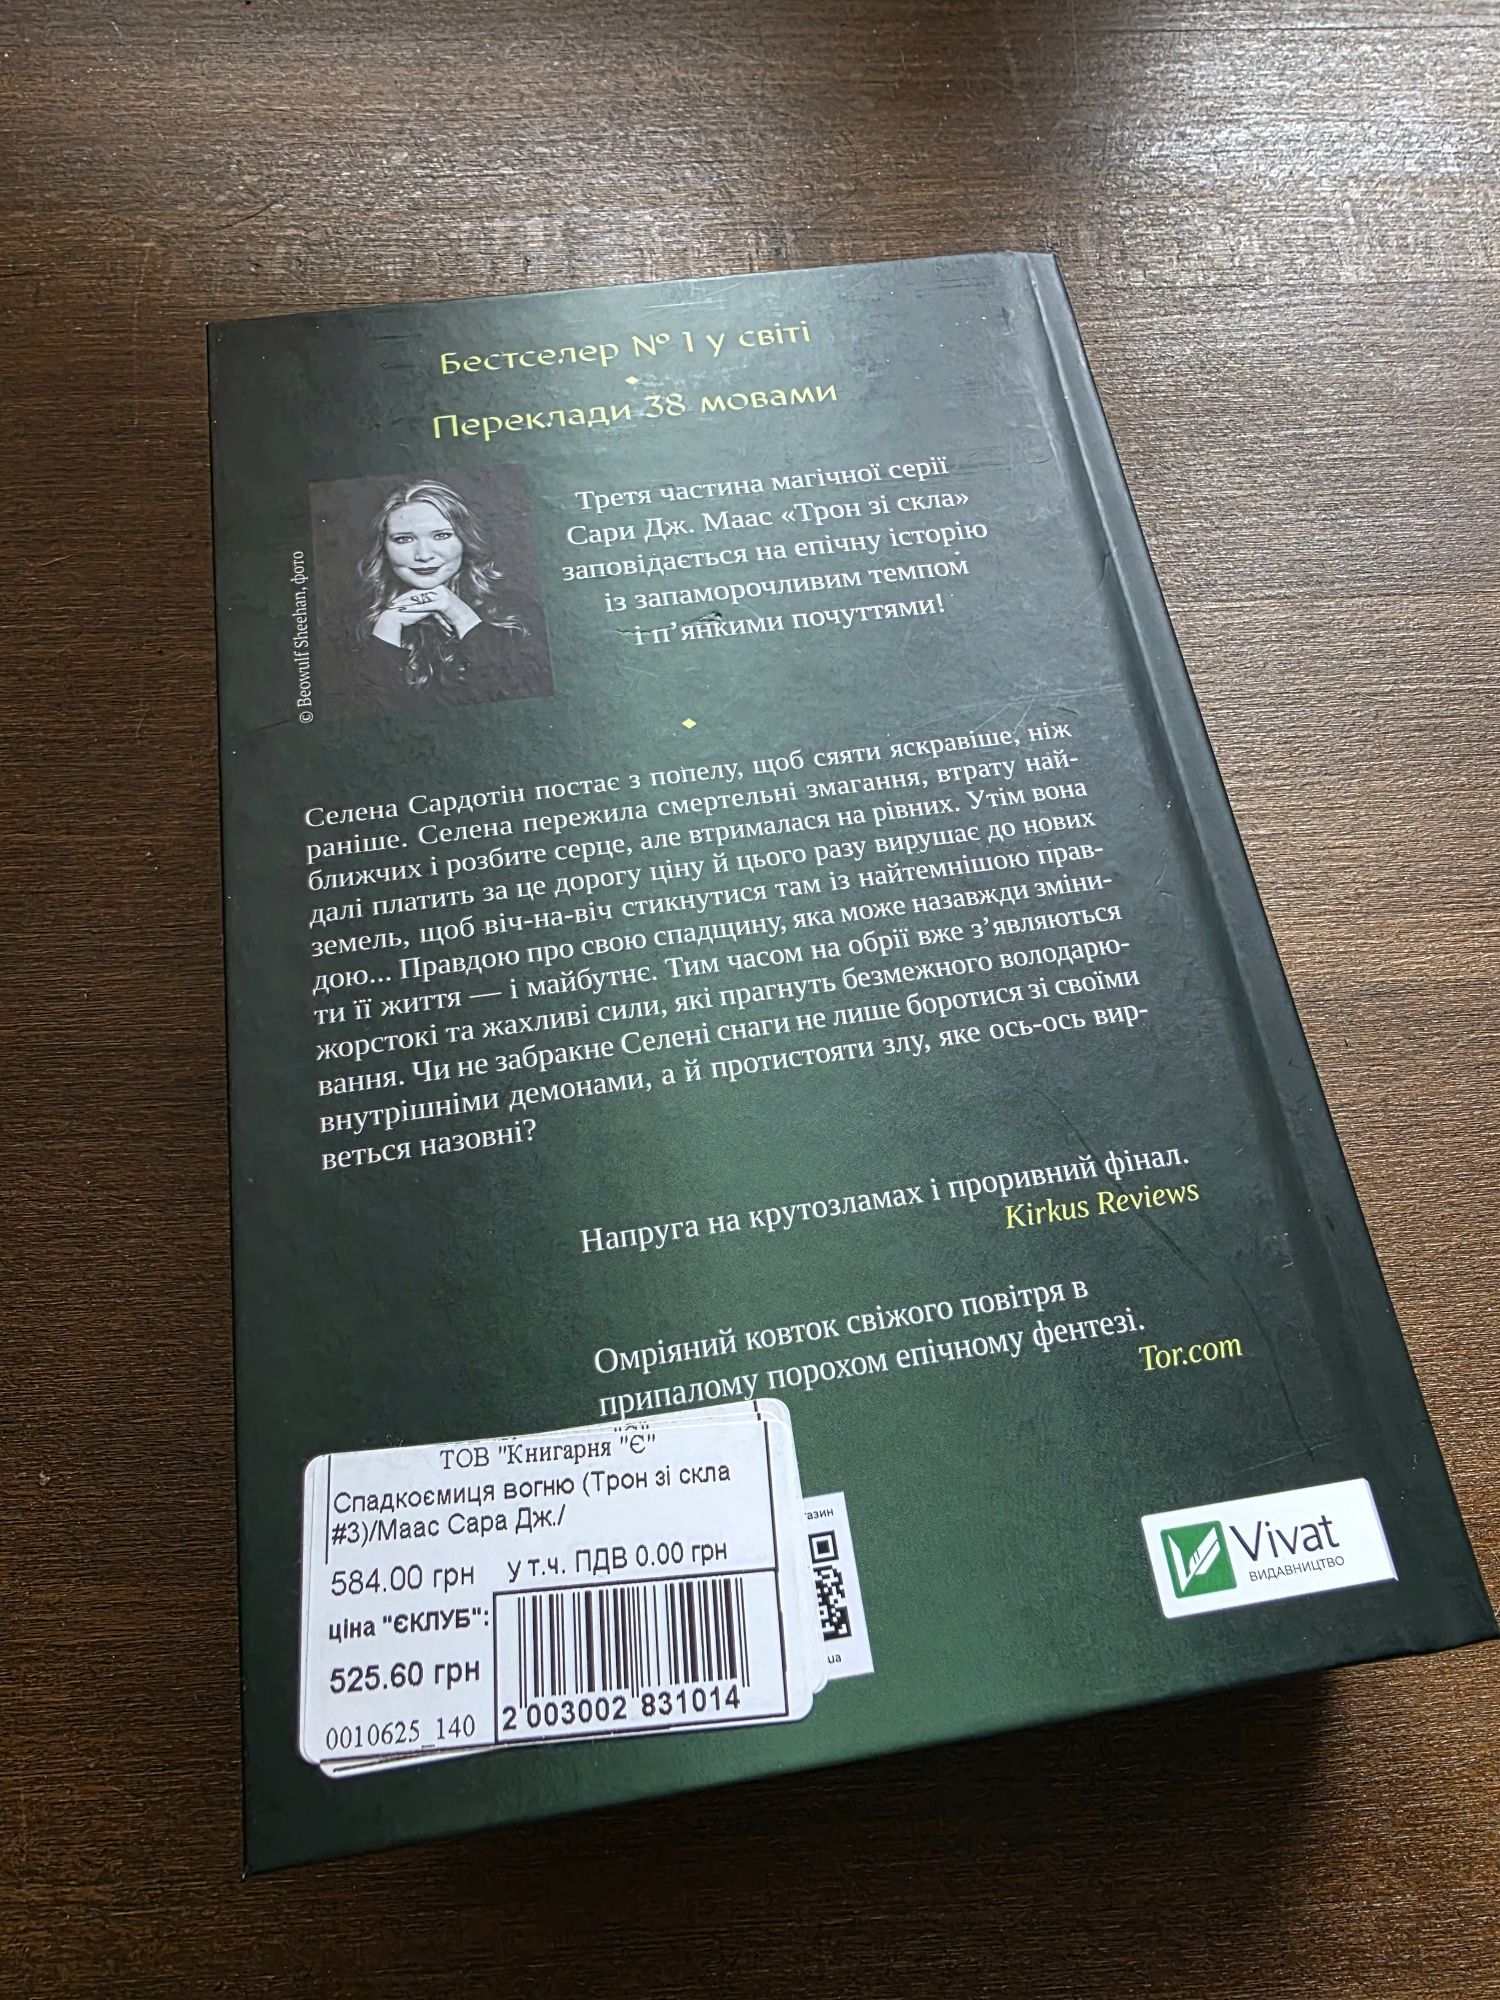 Бестселер № 1 у світі
Переклади 38 мовами
© Beowulf Sheehan, фото
Третя частина магічної серії
Сари Дж. Маас «Трон зі скла»
заповідається на епічну історію
із запаморочливим темпом
і п’янкими почуттями!
Селена Сардотін постає з попелу, щоб сяяти яскравіше, ніж
раніше. Селена пережила смертельні змагання, втрату най-
ближчих і розбите серце, але втрималася на рівних. Утім вона
далі платить за це дорогу ціну й цього разу вирушає до нових
земель, щоб віч-на-віч стикнутися там із найтемнішою прав-
дою... Правдою про свою спадщину, яка може назавжди зміни-
ти її життя — і майбутнє. Тим часом на обрії вже з’являються
жорстокі та жахливі сили, які прагнуть безмежного володарю-
вання. Чи не забракне Селені снаги не лише боротися зі своїми
внутрішніми демонами, а й протистояти злу, яке ось-ось вир-
веться назовні?
Напруга на крутозламах і проривний фінал.
Kirkus Reviews
Омріяний ковток свіжого повітря в
припалому порохом епічному фентезі.
Tor.com
ТОВ "Книгарня "Є"
Спадкоємиця вогню (Трон зі скла
#3)/Маас Сара Дж./
584.00 грн у т.ч. ПДВ 0.00 грн
ціна "ЄКЛУБ":
525.60 грн
0010625_140
2 003002 831014
ua
Vivat
ВИДАВНИЦТВО